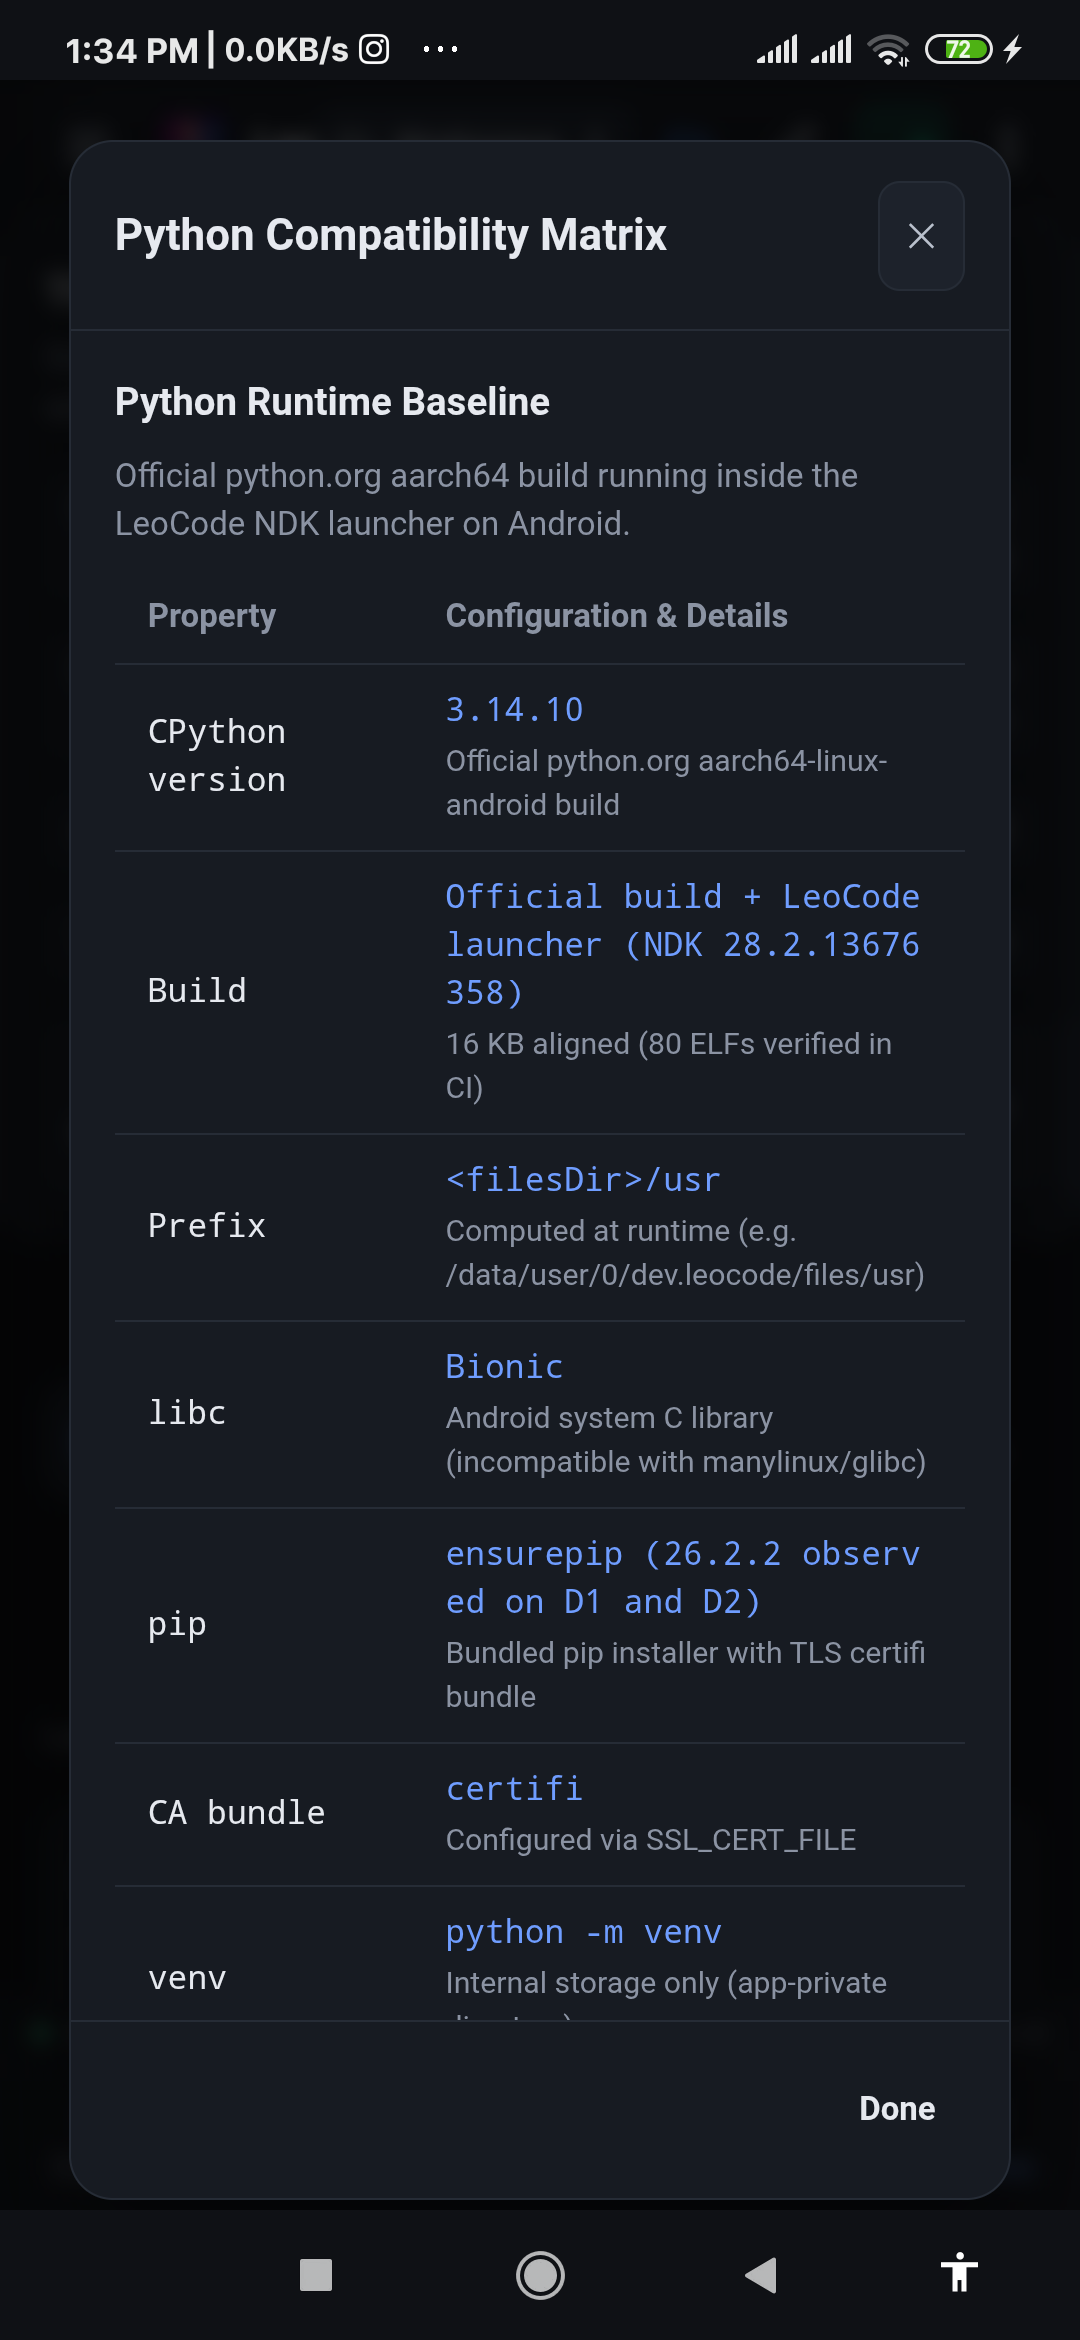 1:34 PM | 0.0KB/s ...
72
Python Compatibility Matrix
Python Runtime Baseline
Official python.org aarch64 build running inside the
LeoCode NDK launcher on Android.
Property Configuration & Details
CPython
version
3.14.10
Official python.org aarch64-linux-
android build
Build
Official build + LeoCode
launcher (NDK 28.2.13676
358)
16 KB aligned (80 ELFs verified in
CI)
Prefix
<filesDir>/usr
Computed at runtime (e.g.
/data/user/0/dev.leocode/files/usr)
libc
Bionic
Android system C library
(incompatible with manylinux/glibc)
pip
ensurepip (26.2.2 observ
ed on D1 and D2)
Bundled pip installer with TLS certifi
bundle
CA bundle
certifi
Configured via SSL_CERT_FILE
venv
python -m venv
Internal storage only (app-private
Done